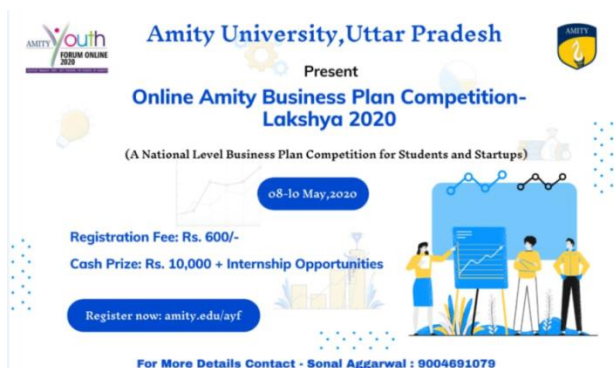 AMITY Youth
FORUM ONLINE
2020
AMITY
Amity University,Uttar Pradesh
Present
Online Amity Business Plan Competition-
Lakshya 2020
(A National Level Business Plan Competition for Students and Startups)
08-10 May,2020
Registration Fee: Rs. 600/-
Cash Prize: Rs. 10,000 + Internship Opportunities
Register now: amity.edu/ayf
For More Details Contact - Sonal Aggarwal : 9004691079